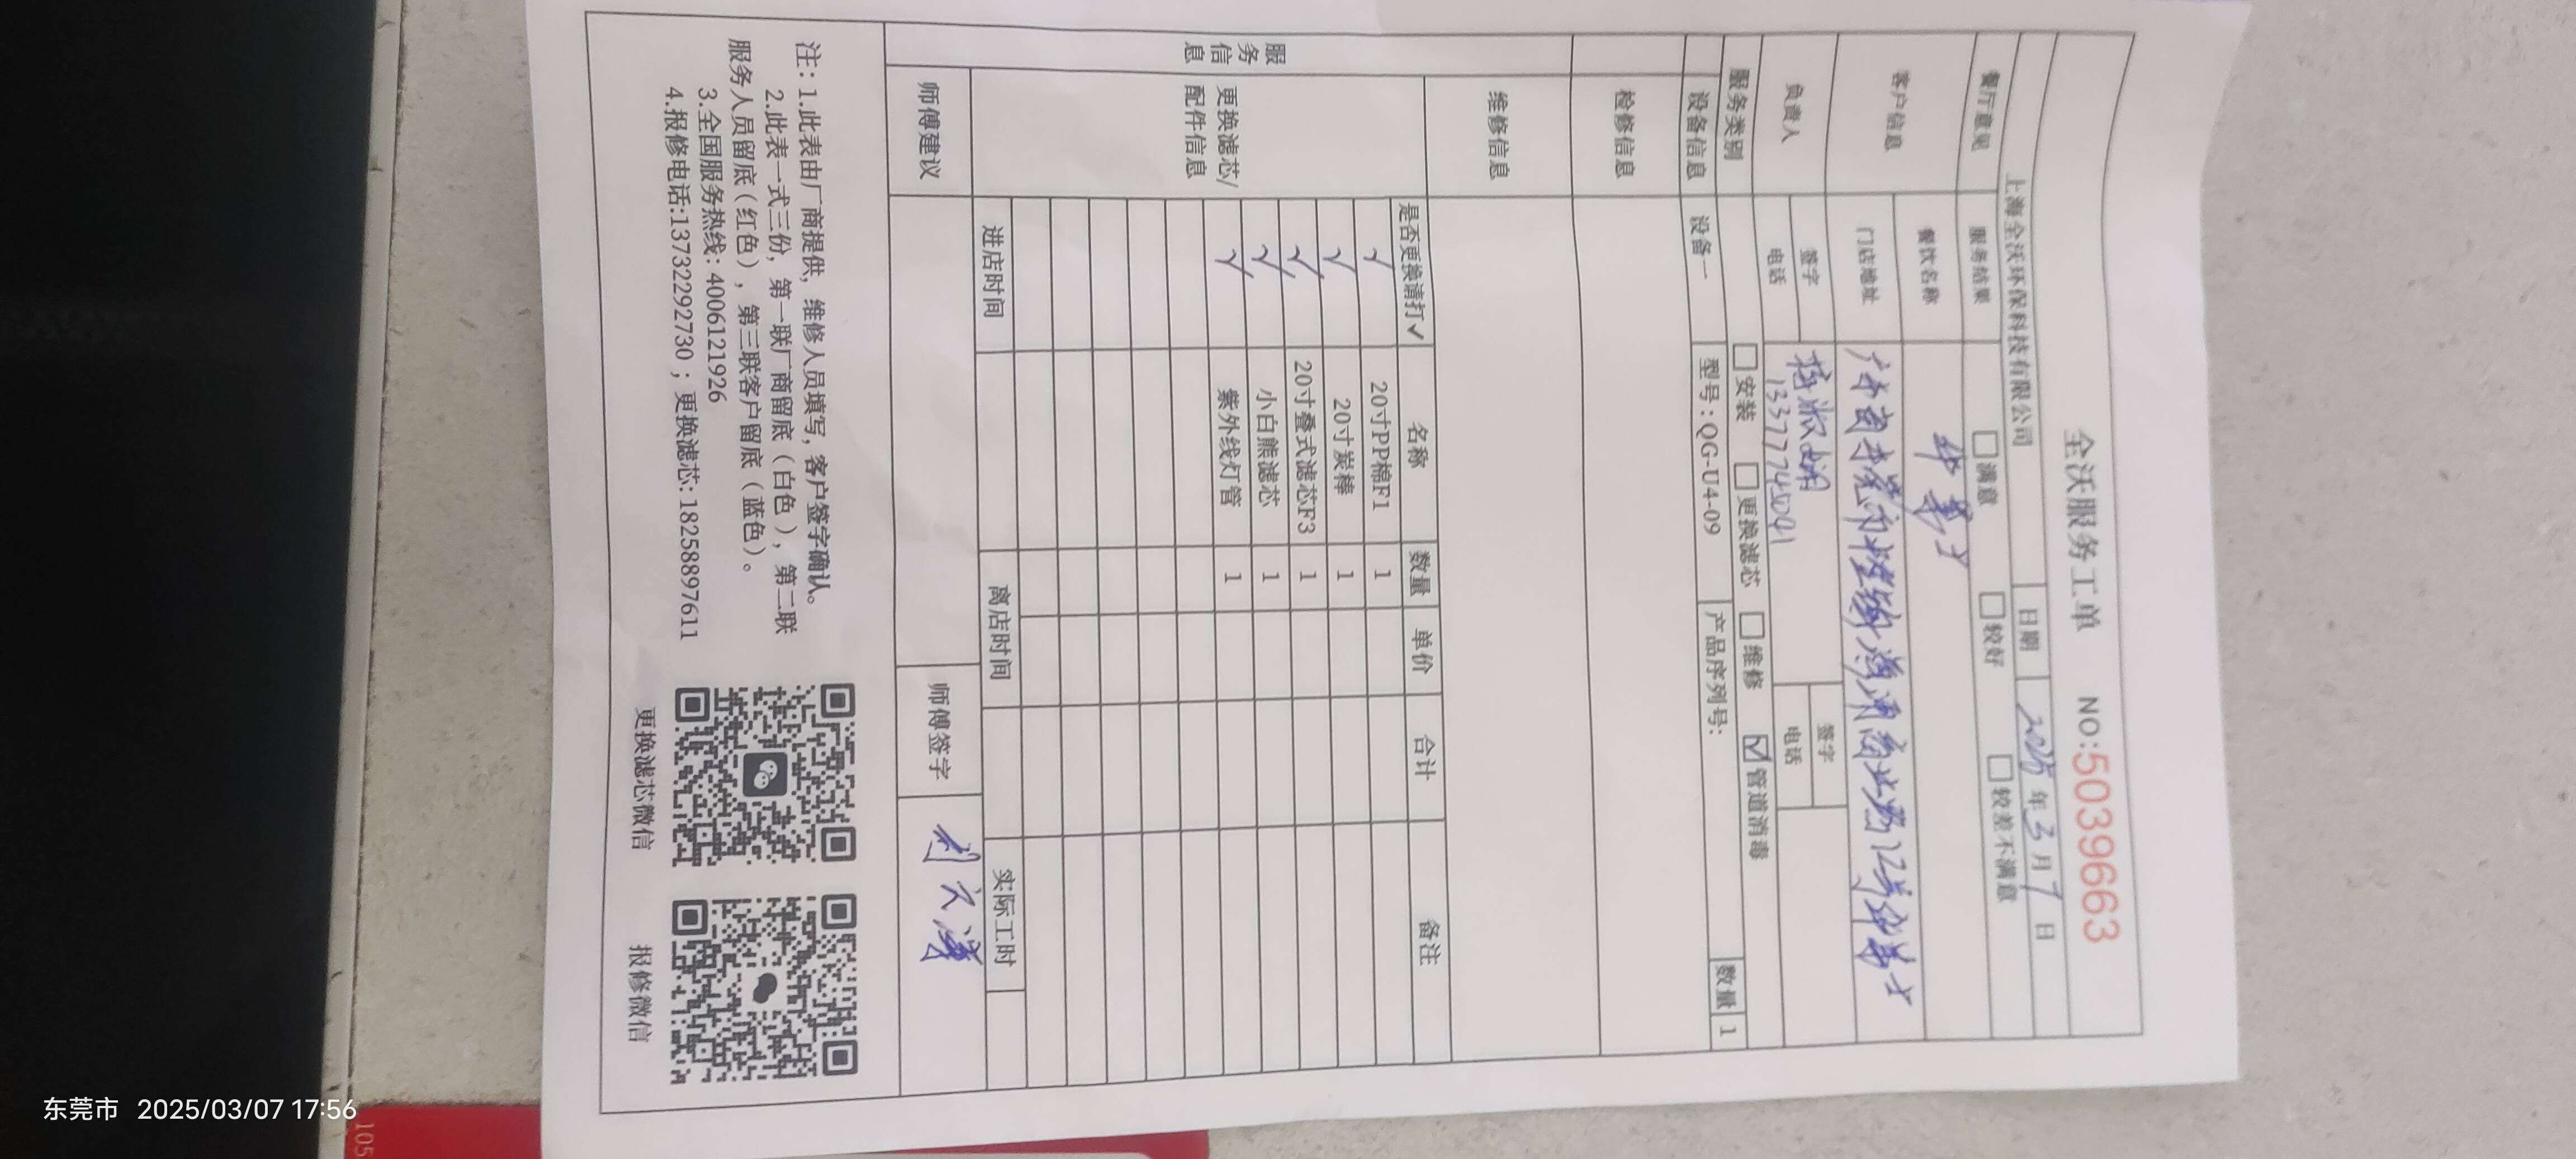 全沃服务工单 NO:5039663
上海全沃环保科技有限公司 日期 2025年3月7日
餐厅意见 服务结果 □满意 □较好 □较差不满意
客户信息 餐饮名称 华莱士
门店地址 广东省东莞市
负责人 签字 签字
电话 13377745091 电话
服务类别 □安装 □更换滤芯 □维修 ☑管道消毒
设备信息 设备一 型号:QG-U4-09 产品序列号: 数量 1
服务信息
检修信息
维修信息
更换滤芯/配件信息
是否更换请打✓ 名称 数量 单价 合计 备注
✓ 20寸PP棉F1 1
✓ 20寸炭棒 1
✓ 20寸叠式滤芯F3 1
✓ 小白熊滤芯 1
✓ 紫外线灯管 1
进店时间 离店时间 实际工时
师傅建议 师傅签字
注:1.此表由厂商提供,维修人员填写,客户签字确认。
2.此表一式三份,第一联厂商留底(白色),第二联
服务人员留底(红色),第三联客户留底(蓝色)。
3.全国服务热线:4006121926
4.报修电话:13732292730;更换滤芯:18258897611
更换滤芯微信 报修微信
东莞市 2025/03/07 17:56
105